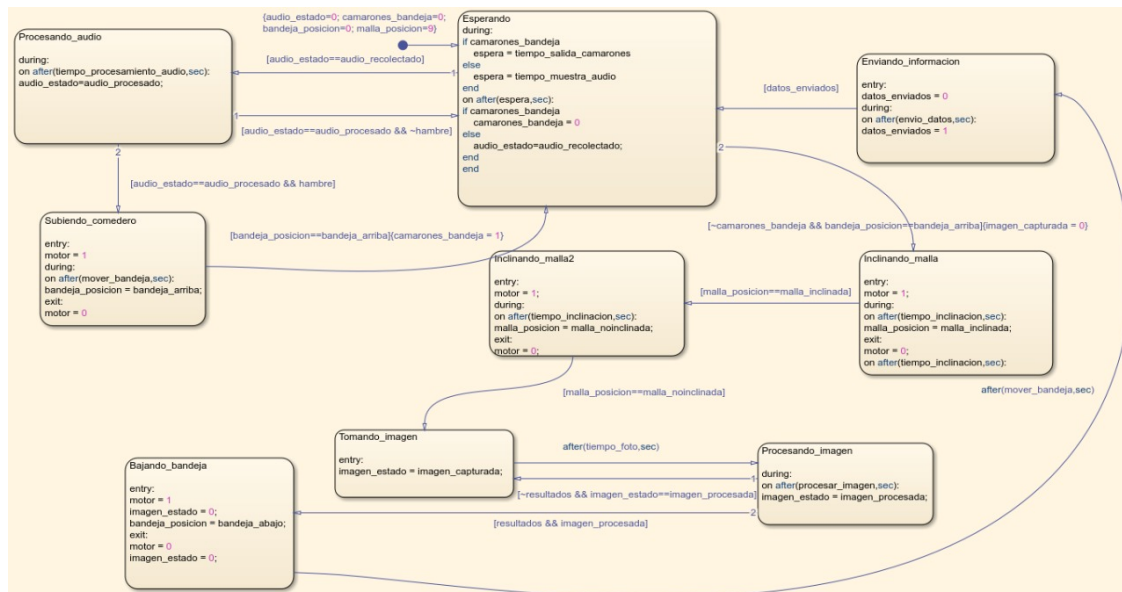 {audio_estado=0; camarones_bandeja=0;
bandeja_posicion=0; malla_posicion=9}
Procesando_audio
during:
on after(tiempo_procesamiento_audio,sec):
audio_estado=audio_procesado;
[audio_estado==audio_recolectado]
1
1
[audio_estado==audio_procesado && ~hambre]
2
[audio_estado==audio_procesado && hambre]
Esperando
during:
if camarones_bandeja
espera = tiempo_salida_camarones
else
espera = tiempo_muestra_audio
end
on after(espera,sec):
if camarones_bandeja
camarones_bandeja = 0
else
audio_estado=audio_recolectado;
end
end
2
[datos_enviados]
Enviando_informacion
entry:
datos_enviados = 0
during:
on after(envio_datos,sec):
datos_enviados = 1
Subiendo_comedero
entry:
motor = 1
during:
on after(mover_bandeja,sec):
bandeja_posicion = bandeja_arriba;
exit:
motor = 0
[bandeja_posicion==bandeja_arriba]{camarones_bandeja = 1}
[~camarones_bandeja && bandeja_posicion==bandeja_arriba]{imagen_capturada = 0}
Inclinando_malla2
entry:
motor = 1;
during:
on after(tiempo_inclinacion,sec):
malla_posicion = malla_noinclinada;
exit:
motor = 0;
[malla_posicion==malla_inclinada]
Inclinando_malla
entry:
motor = 1;
during:
on after(tiempo_inclinacion,sec):
malla_posicion = malla_inclinada;
exit:
motor = 0;
on after(tiempo_inclinacion,sec):
[malla_posicion==malla_noinclinada]
after(mover_bandeja,sec)
Tomando_imagen
entry:
imagen_estado = imagen_capturada;
after(tiempo_foto,sec)
Procesando_imagen
during:
on after(procesar_imagen,sec):
imagen_estado = imagen_procesada;
1
[~resultados && imagen_estado==imagen_procesada]
2
[resultados && imagen_procesada]
Bajando_bandeja
entry:
motor = 1
imagen_estado = 0;
bandeja_posicion = bandeja_abajo;
exit:
motor = 0
imagen_estado = 0;